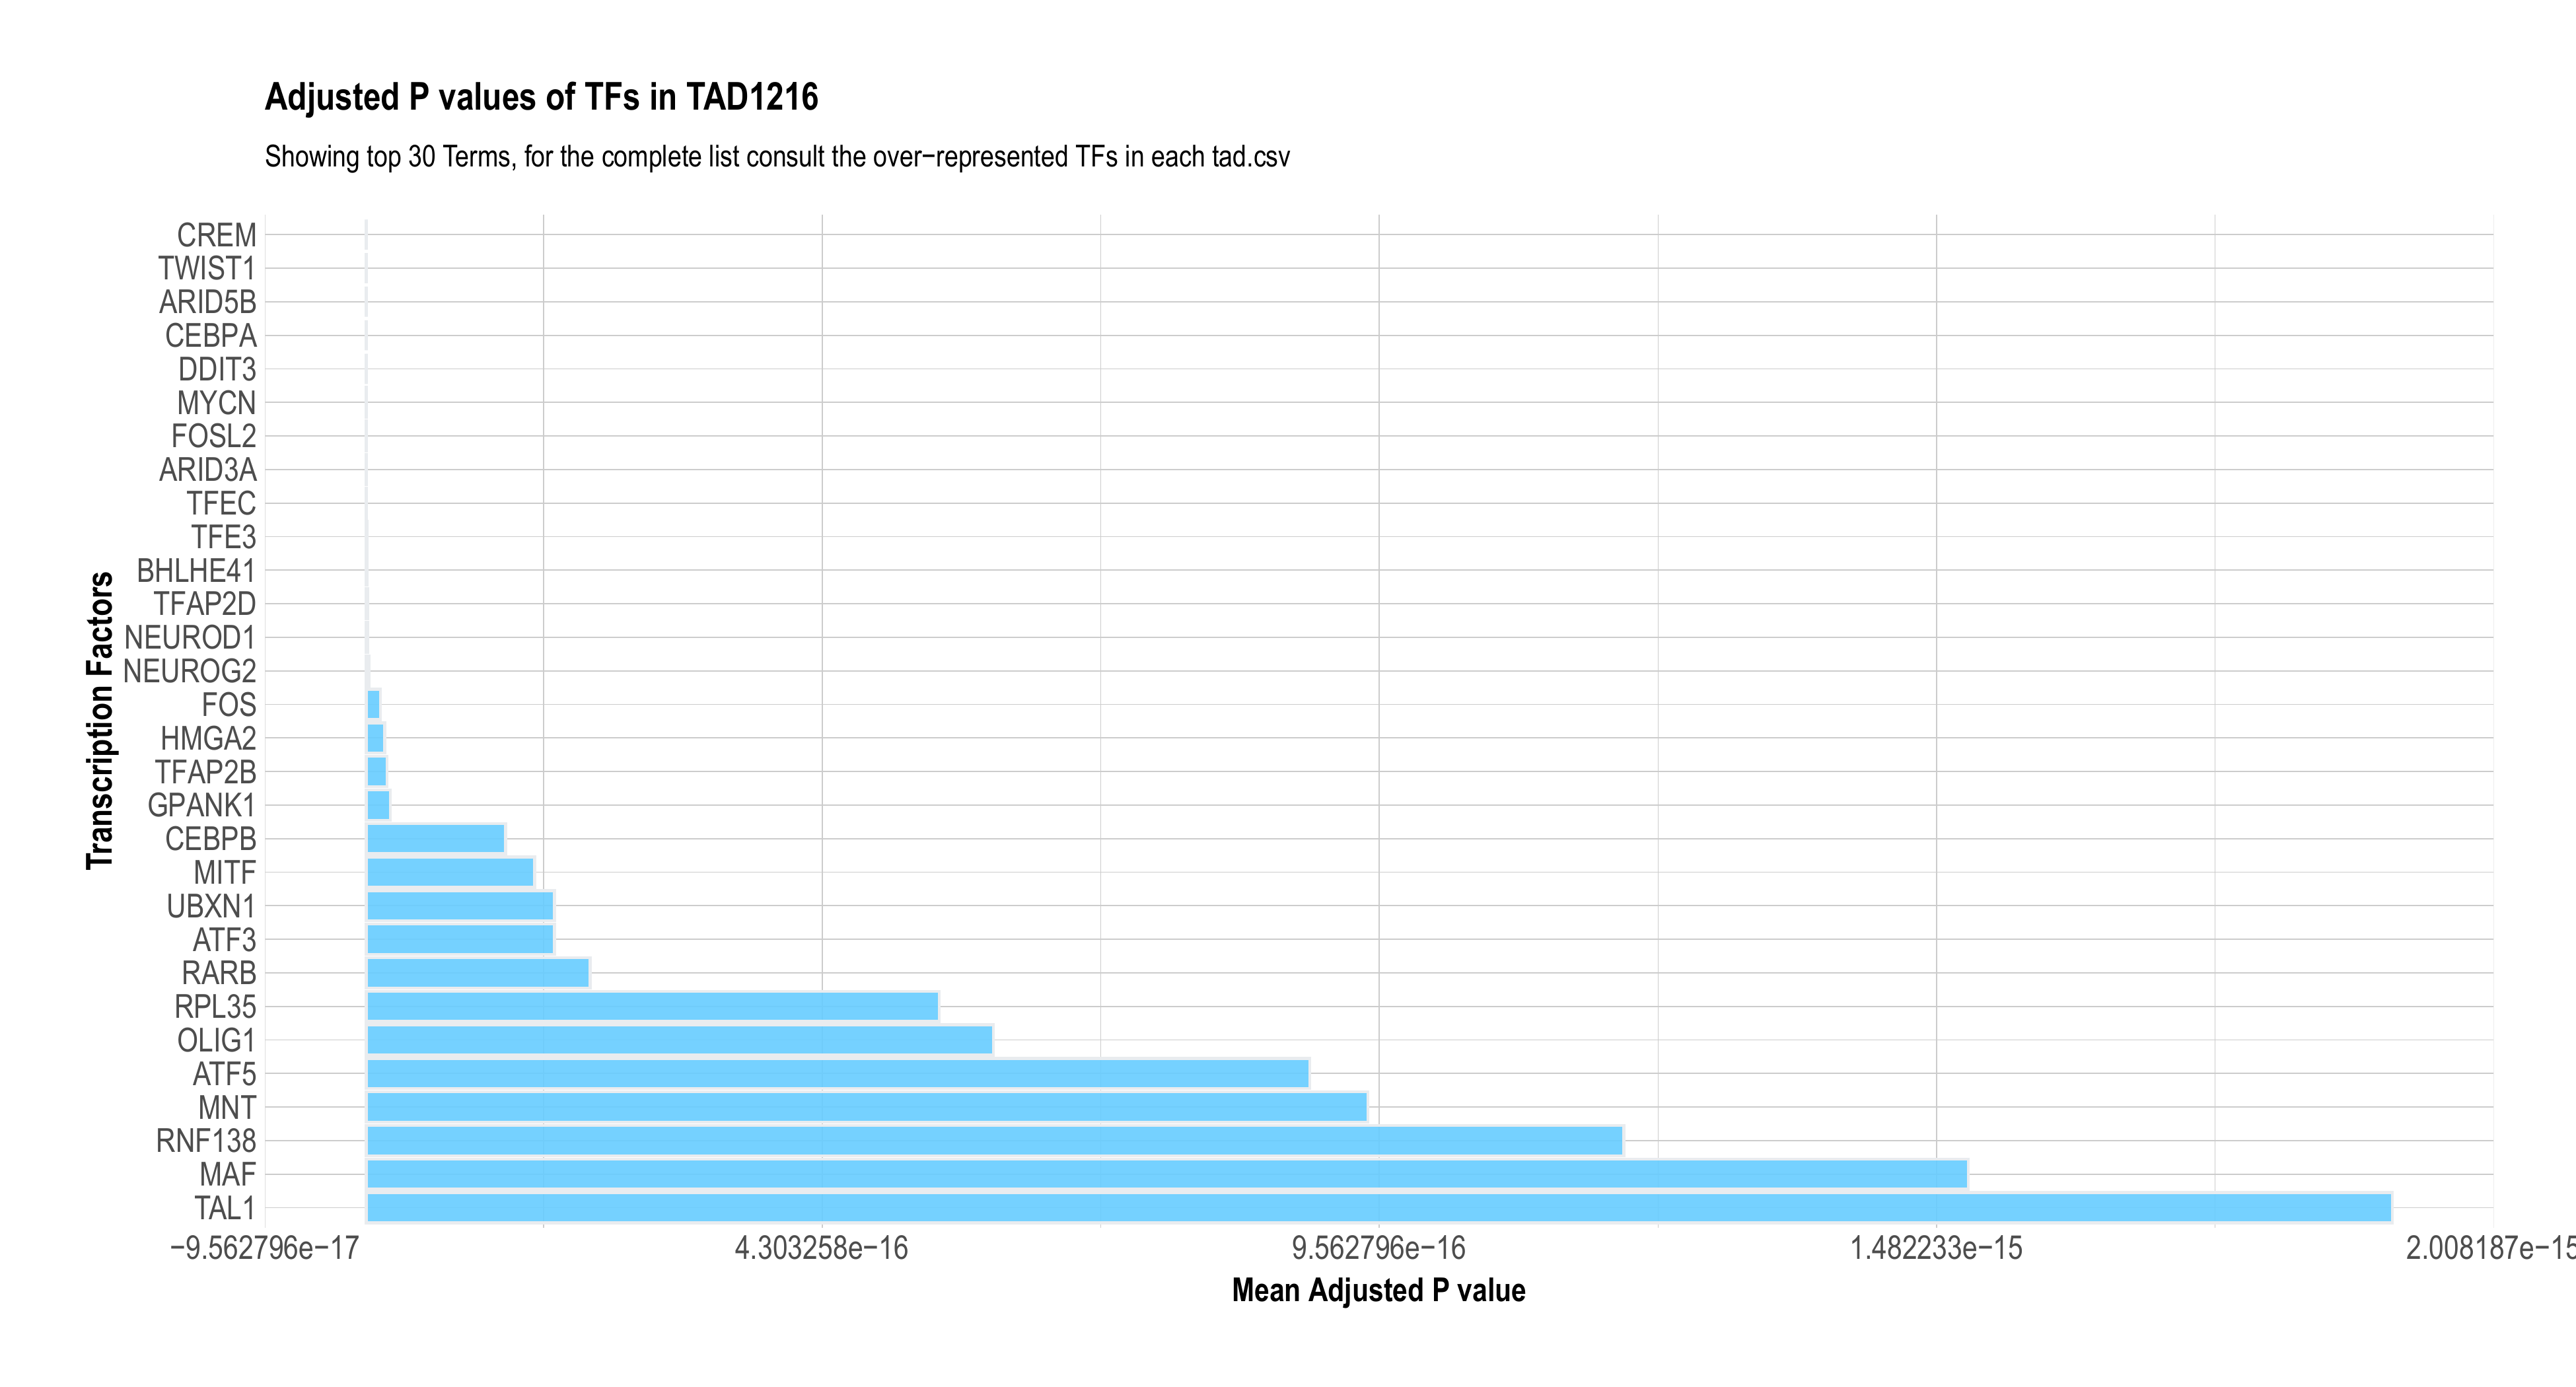 Adjusted P values of TFs in TAD1216
Showing top 30 Terms, for the complete list consult the over−represented TFs in each tad.csv
Transcription Factors
CREM
TWIST1
ARID5B
CEBPA
DDIT3
MYCN
FOSL2
ARID3A
TFEC
TFE3
BHLHE41
TFAP2D
NEUROD1
NEUROG2
FOS
HMGA2
TFAP2B
GPANK1
CEBPB
MITF
UBXN1
ATF3
RARB
RPL35
OLIG1
ATF5
MNT
RNF138
MAF
TAL1
−9.562796e−17 4.303258e−16 9.562796e−16 1.482233e−15 2.008187e−15
Mean Adjusted P value